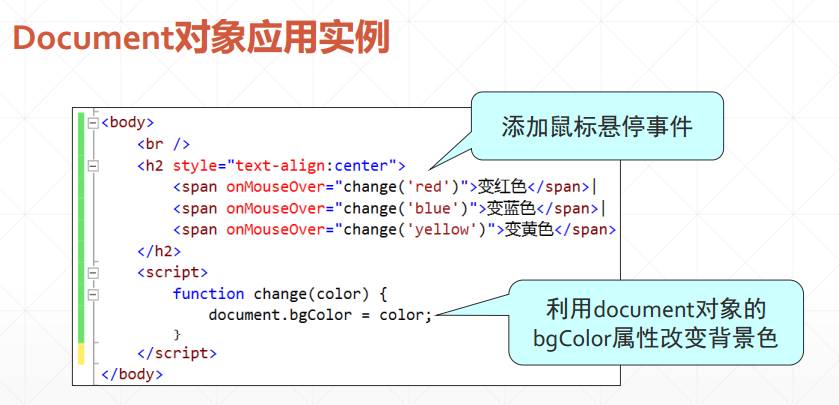 Document对象应用实例
添加鼠标悬停事件
<body>
<br />
<h2 style="text-align:center">
<span onMouseOver="change('red')">变红色</span>|
<span onMouseOver="change('blue')">变蓝色</span>|
<span onMouseOver="change('yellow')">变黄色</span>
</h2>
<script>
function change(color) {
document.bgColor = color;
}
</script>
</body>
利用document对象的
bgColor属性改变背景色